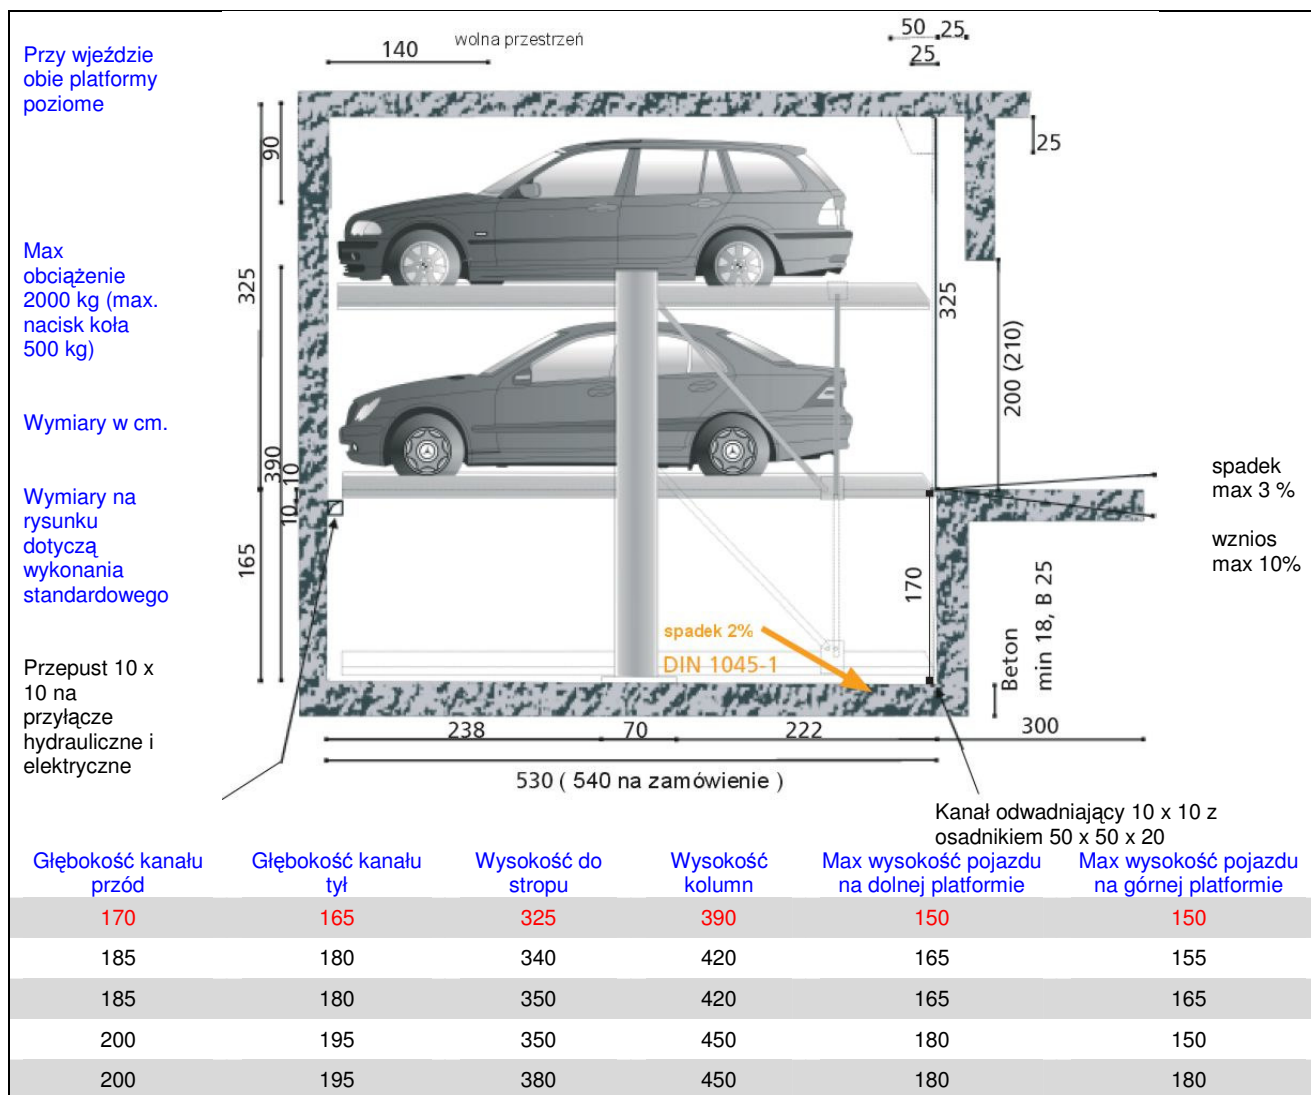 Przy wjeździe
obie platformy
poziome
Max
obciążenie
2000 kg (max.
nacisk koła
500 kg)
Wymiary w cm.
Wymiary na
rysunku
dotyczą
wykonania
standardowego
Przepust 10 x
10 na
przyłącze
hydrauliczne i
elektryczne
140
wolna przestrzeń
50 25
25
90
25
325
325
200 (210)
390
10
10
165
170
spadek
max 3 %
wznios
max 10%
spadek 2%
DIN 1045-1
Beton
min 18, B 25
238 70 222 300
530 ( 540 na zamówienie )
Kanał odwadniający 10 x 10 z
osadnikiem 50 x 50 x 20
Głębokość kanału
przód
Głębokość kanału
tył
Wysokość do
stropu
Wysokość
kolumn
Max wysokość pojazdu
na dolnej platformie
Max wysokość pojazdu
na górnej platformie
170 165 325 390 150 150
185 180 340 420 165 155
185 180 350 420 165 165
200 195 350 450 180 150
200 195 380 450 180 180